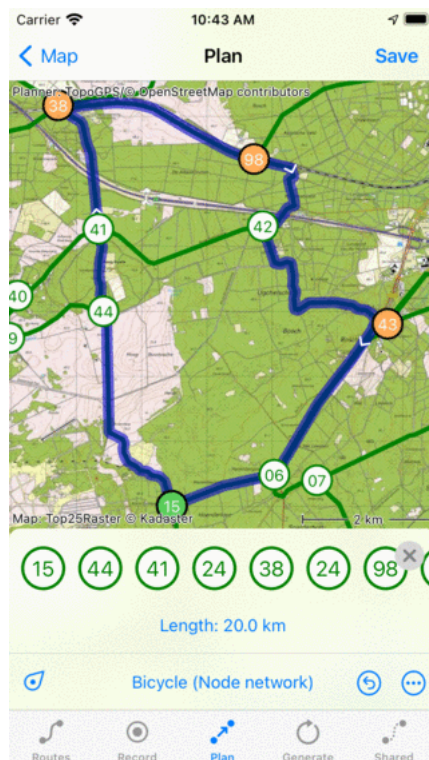 Carrier 10:43 AM
Map Plan Save
Planner: TopoGPS/© OpenStreetMap contributors
38
98
41
42
40
44
43
9
06
07
15
Map: Top25Raster © Kadaster
2 km
15 44 41 24 38 24 98
Length: 20.0 km
Bicycle (Node network)
Routes Record Plan Generate Shared